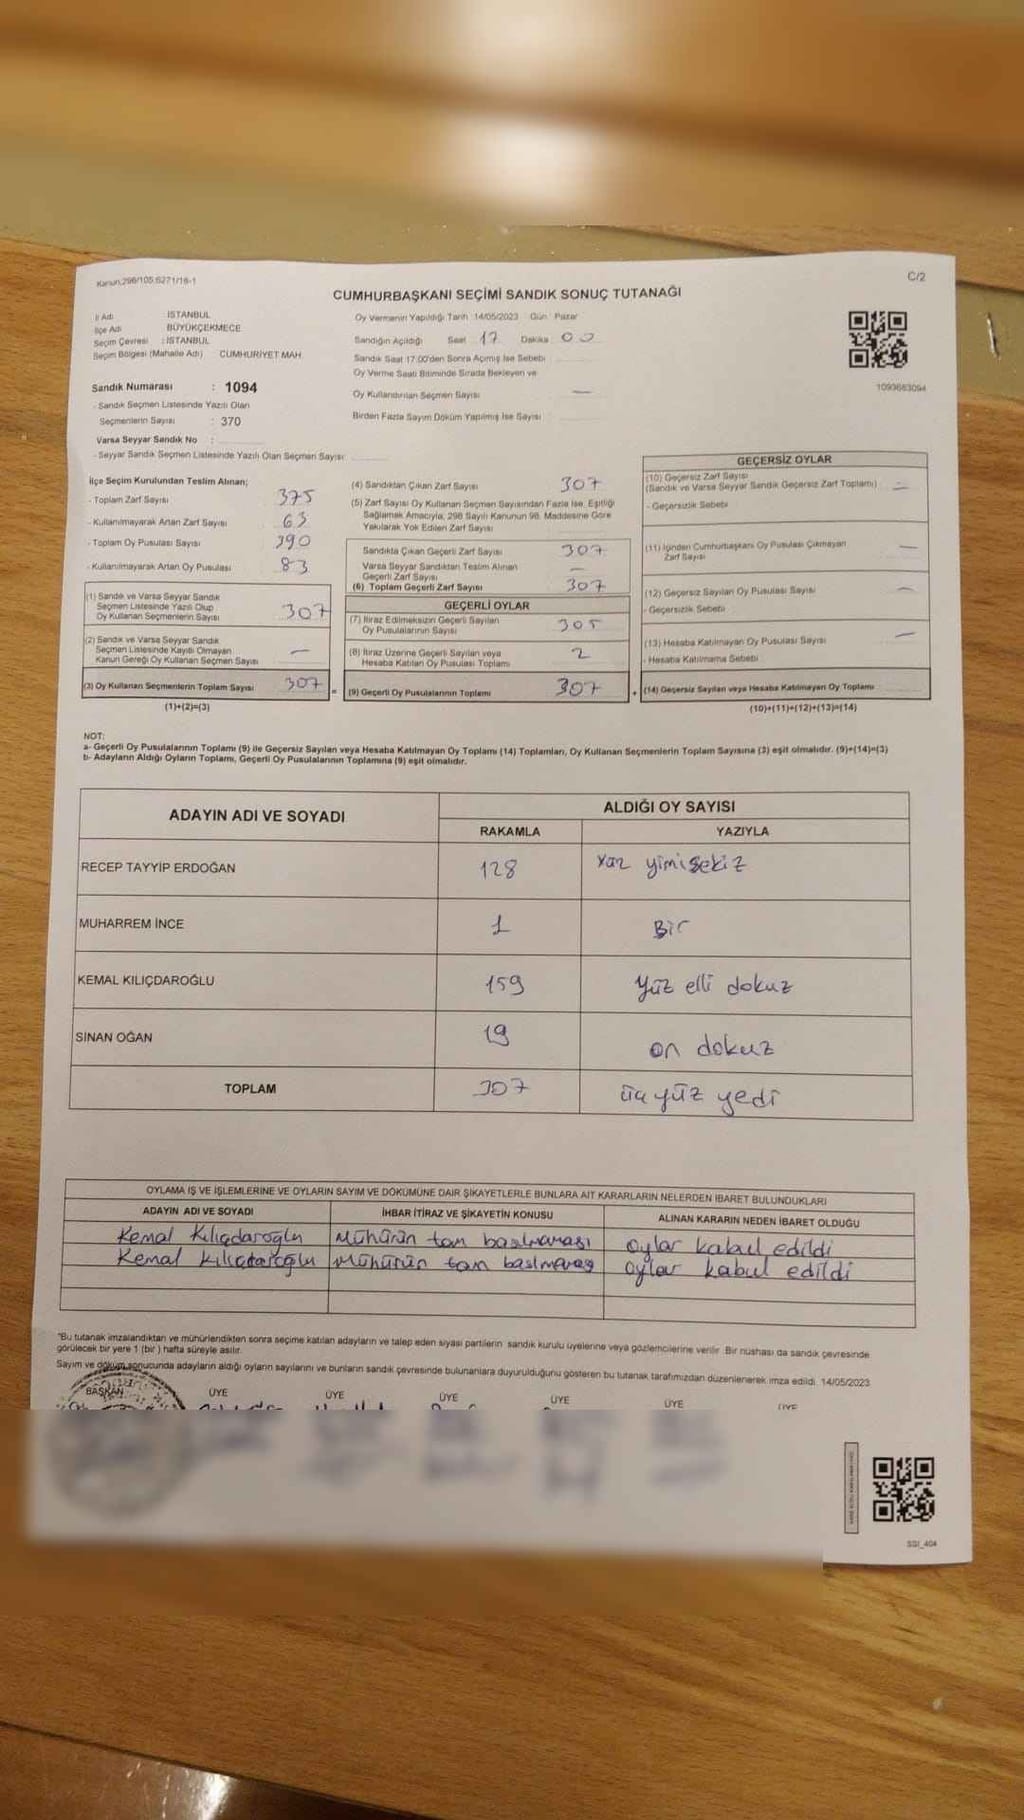 Kanun:298/105;6271/16-1
C/2
CUMHURBAŞKANI SEÇİMİ SANDIK SONUÇ TUTANAĞI
İl Adı İSTANBUL
İlçe Adı BÜYÜKÇEKMECE
Seçim Çevresi : İSTANBUL
Seçim Bölgesi (Mahalle Adı) CUMHURİYET MAH.
Sandık Numarası : 1094
- Sandık Seçmen Listesinde Yazılı Olan
Seçmenlerin Sayısı : 370
Varsa Seyyar Sandık No :
- Seyyar Sandık Seçmen Listesinde Yazılı Olan Seçmen Sayısı:
Oy Vermenin Yapıldığı Tarih :14/05/2023 Gün : Pazar
Sandığın Açıldığı Saat : 17 Dakika : 00
Sandık Saat 17:00'den Sonra Açılmış İse Sebebi :
Oy Verme Saati Bitiminde Sırada Bekleyen ve
Oy Kullandırılan Seçmen Sayısı : —
Birden Fazla Sayım Döküm Yapılmış İse Sayısı :
1093683094
İlçe Seçim Kurulundan Teslim Alınan;
- Toplam Zarf Sayısı 375
- Kullanılmayarak Artan Zarf Sayısı 63
- Toplam Oy Pusulası Sayısı 390
- Kullanılmayarak Artan Oy Pusulası 83
(1) Sandık ve Varsa Seyyar Sandık
Seçmen Listesinde Yazılı Olup
Oy Kullanan Seçmenlerin Sayısı 307
(2) Sandık ve Varsa Seyyar Sandık
Seçmen Listesinde Kayıtlı Olmayan
Kanun Gereği Oy Kullanan Seçmen Sayısı —
(3) Oy Kullanan Seçmenlerin Toplam Sayısı 307
(1)+(2)=(3)
=
(4) Sandıktan Çıkan Zarf Sayısı 307
(5) Zarf Sayısı Oy Kullanan Seçmen Sayısından Fazla İse, Eşitliği
Sağlamak Amacıyla, 298 Sayılı Kanunun 98. Maddesine Göre
Yakılarak Yok Edilen Zarf Sayısı
Sandıkta Çıkan Geçerli Zarf Sayısı 307
Varsa Seyyar Sandıktan Teslim Alınan
Geçerli Zarf Sayısı —
(6) Toplam Geçerli Zarf Sayısı 307
GEÇERLİ OYLAR
(7) İtiraz Edilmeksizin Geçerli Sayılan
Oy Pusulalarının Sayısı 305
(8) İtiraz Üzerine Geçerli Sayılan veya
Hesaba Katılan Oy Pusulası Toplamı 2
(9) Geçerli Oy Pusulalarının Toplamı 307
+
GEÇERSİZ OYLAR
(10) Geçersiz Zarf Sayısı
(Sandık ve Varsa Seyyar Sandık Geçersiz Zarf Toplamı) —
- Geçersizlik Sebebi
(11) İçinden Cumhurbaşkanı Oy Pusulası Çıkmayan
Zarf Sayısı —
(12) Geçersiz Sayılan Oy Pusulası Sayısı —
- Geçersizlik Sebebi
(13) Hesaba Katılmayan Oy Pusulası Sayısı —
- Hesaba Katılmama Sebebi
(14) Geçersiz Sayılan veya Hesaba Katılmayan Oy Toplamı
(10)+(11)+(12)+(13)=(14)
NOT:
a- Geçerli Oy Pusulalarının Toplamı (9) ile Geçersiz Sayılan veya Hesaba Katılmayan Oy Toplamı (14) Toplamları, Oy Kullanan Seçmenlerin Toplam Sayısına (3) eşit olmalıdır. (9)+(14)=(3)
b- Adayların Aldığı Oyların Toplamı, Geçerli Oy Pusulalarının Toplamına (9) eşit olmalıdır.
ADAYIN ADI VE SOYADI ALDIĞI OY SAYISI
RAKAMLA YAZIYLA
RECEP TAYYİP ERDOĞAN 128 yüz yimisekiz
MUHARREM İNCE 1 Bir
KEMAL KILIÇDAROĞLU 159 yüz elli dokuz
SİNAN OĞAN 19 on dokuz
TOPLAM 307 üç yüz yedi
OYLAMA İŞ VE İŞLEMLERİNE VE OYLARIN SAYIM VE DÖKÜMÜNE DAİR ŞİKAYETLERLE BUNLARA AİT KARARLARIN NELERDEN İBARET BULUNDUKLARI
ADAYIN ADI VE SOYADI İHBAR İTİRAZ VE ŞİKAYETİN KONUSU ALINAN KARARIN NEDEN İBARET OLDUĞU
Kemal Kılıçdaroğlu Mühürün tam basılmaması oylar kabul edildi
Kemal Kılıçdaroğlu Mühürün tam oylar kabul edildi
"Bu tutanak imzalandıktan ve mühürlendikten sonra seçime katılan adayların ve talep eden siyasi partilerin sandık kurulu üyelerine veya gözlemcilerine verilir. Bir nüshası da sandık çevresinde
görülecek bir yere 1 (bir) hafta süreyle asılır.
Sayım ve döküm sonucunda adayların aldığı oyların sayılarını ve bunların sandık çevresinde bulunanlara duyurulduğunu gösteren bu tutanak tarafımızdan düzenlenerek imza edildi. 14/05/2023
BAŞKAN ÜYE ÜYE ÜYE ÜYE ÜYE ÜYE
SSI_404